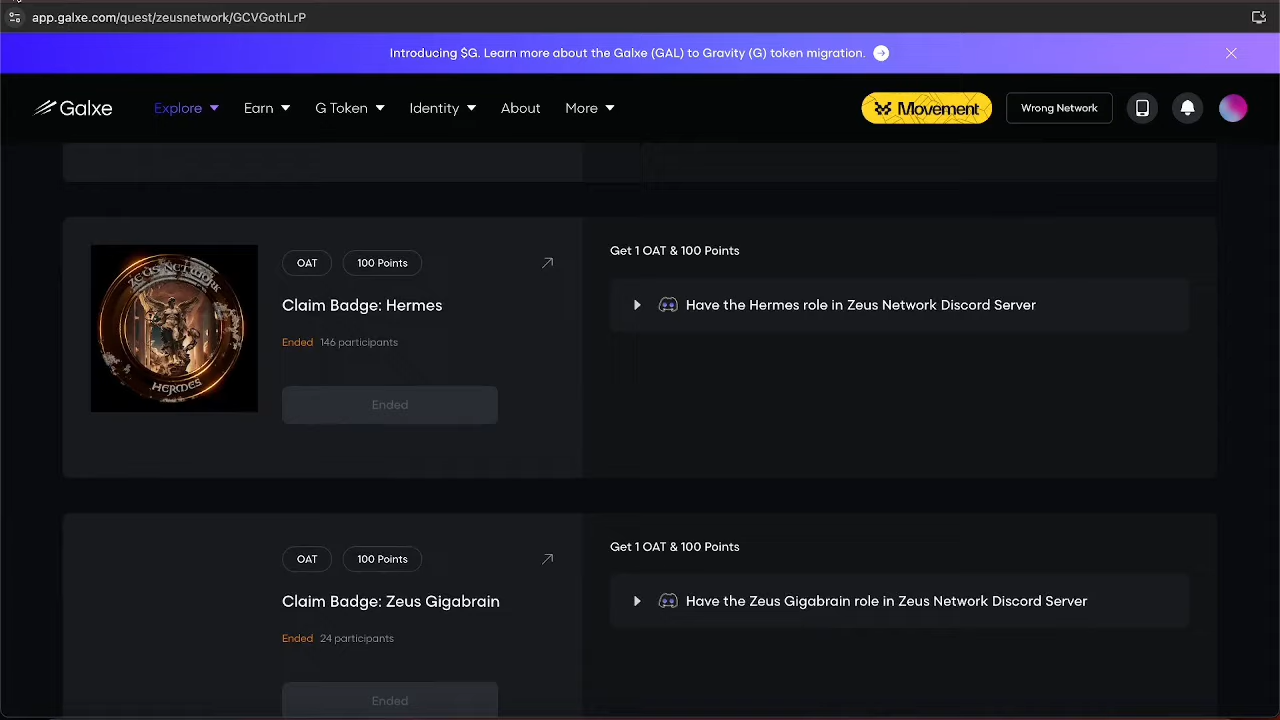 app.galxe.com/quest/zeusnetwork/GCVGothLrP
Introducing $G. Learn more about the Galxe (GAL) to Gravity (G) token migration.
Galxe
Explore
Earn
G Token
Identity
About
More
Movement
Wrong Network
ZEUS NETWORK
HERMES
OAT
100 Points
Claim Badge: Hermes
Ended 146 participants
Ended
Get 1 OAT & 100 Points
Have the Hermes role in Zeus Network Discord Server
OAT
100 Points
Claim Badge: Zeus Gigabrain
Ended 24 participants
Ended
Get 1 OAT & 100 Points
Have the Zeus Gigabrain role in Zeus Network Discord Server